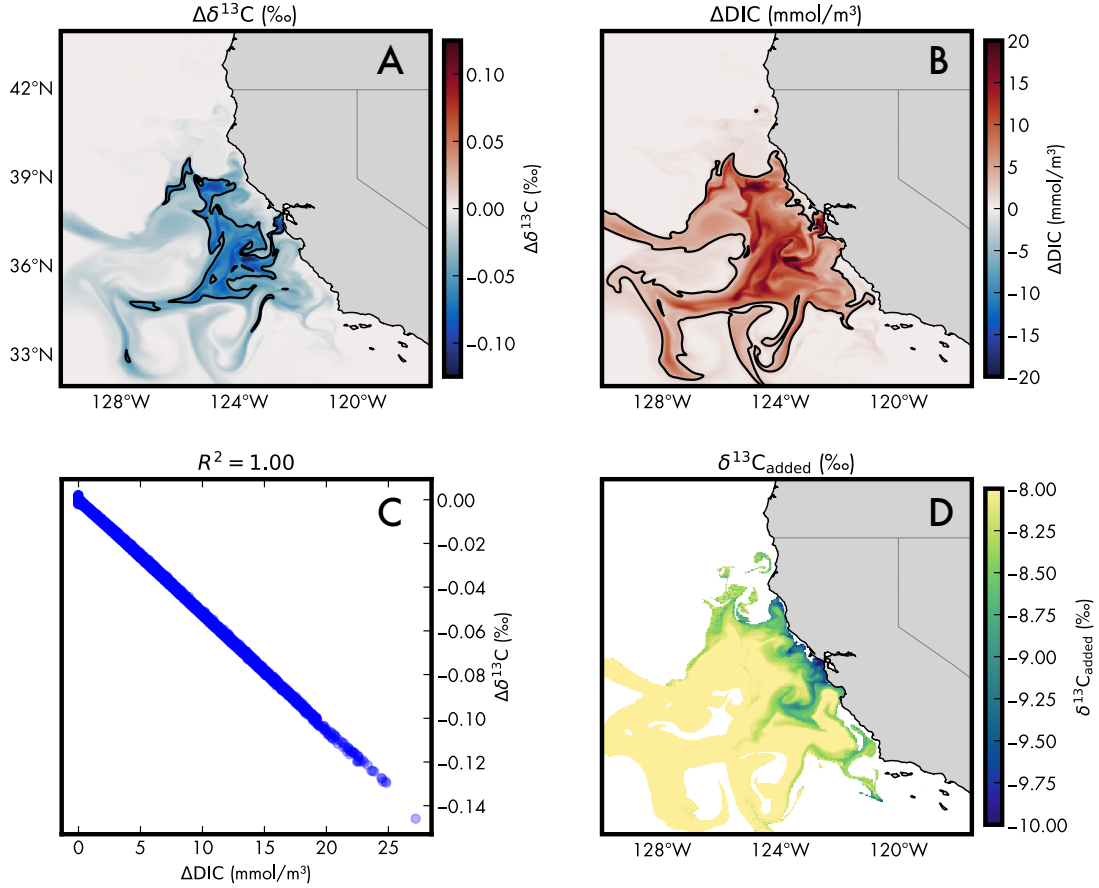 Δδ¹³C (‰)
A
42°N
39°N
36°N
33°N
128°W 124°W 120°W
0.10
0.05
0.00
−0.05
−0.10
Δδ¹³C (‰)
ΔDIC (mmol/m³)
B
128°W 124°W 120°W
20
15
10
5
0
−5
−10
−15
−20
ΔDIC (mmol/m³)
R² = 1.00
C
0.00
−0.02
−0.04
−0.06
−0.08
−0.10
−0.12
−0.14
Δδ¹³C (‰)
0 5 10 15 20 25
ΔDIC (mmol/m³)
δ¹³C_added (‰)
D
128°W 124°W 120°W
−8.00
−8.25
−8.50
−8.75
−9.00
−9.25
−9.50
−9.75
−10.00
δ¹³C_added (‰)